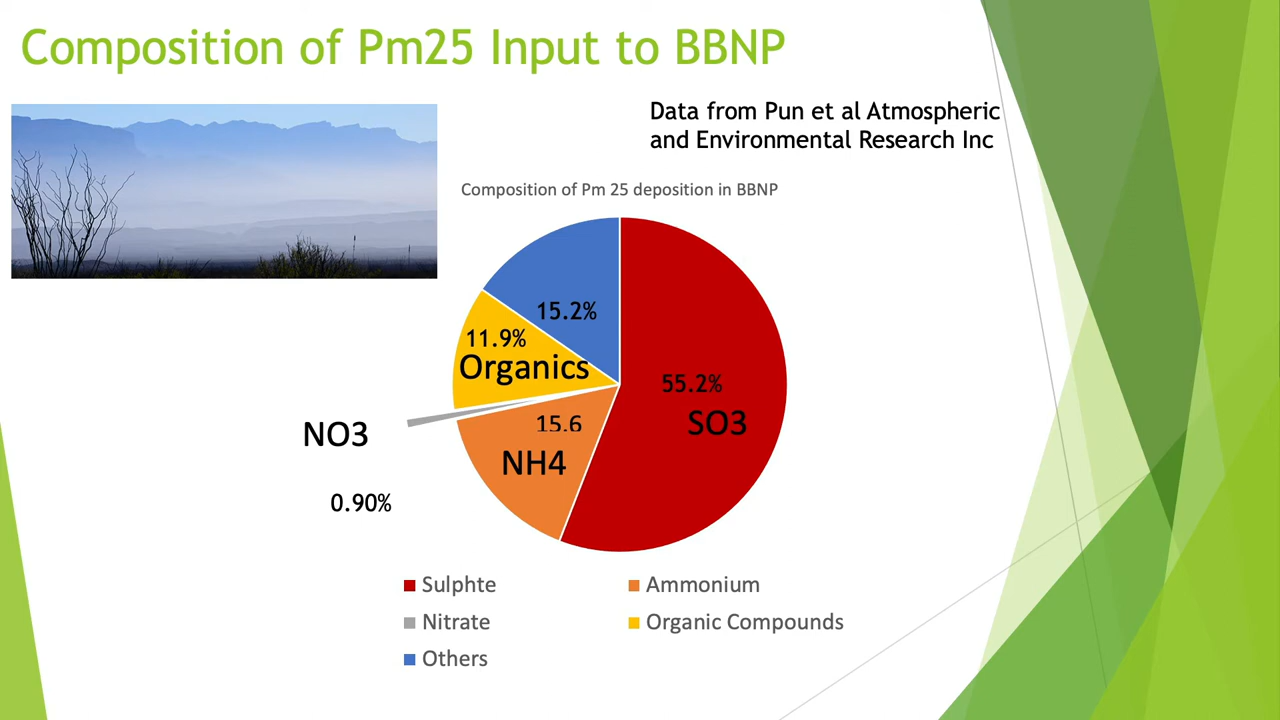 Composition of Pm25 Input to BBNP
Data from Pun et al Atmospheric
and Environmental Research Inc
Composition of Pm 25 deposition in BBNP
15.2%
11.9%
Organics
55.2%
SO3
15.6
NH4
NO3
0.90%
Sulphte
Ammonium
Nitrate
Organic Compounds
Others